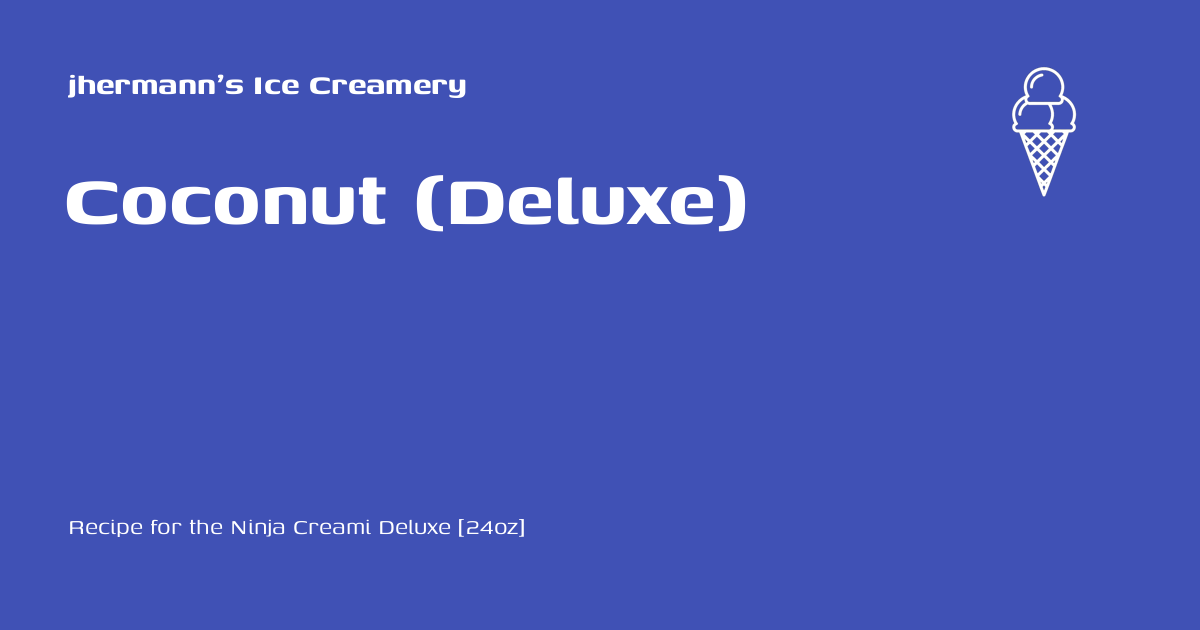 jhermann’s Ice Creamery
Coconut (Deluxe)
Recipe for the Ninja Creami Deluxe [24oz]